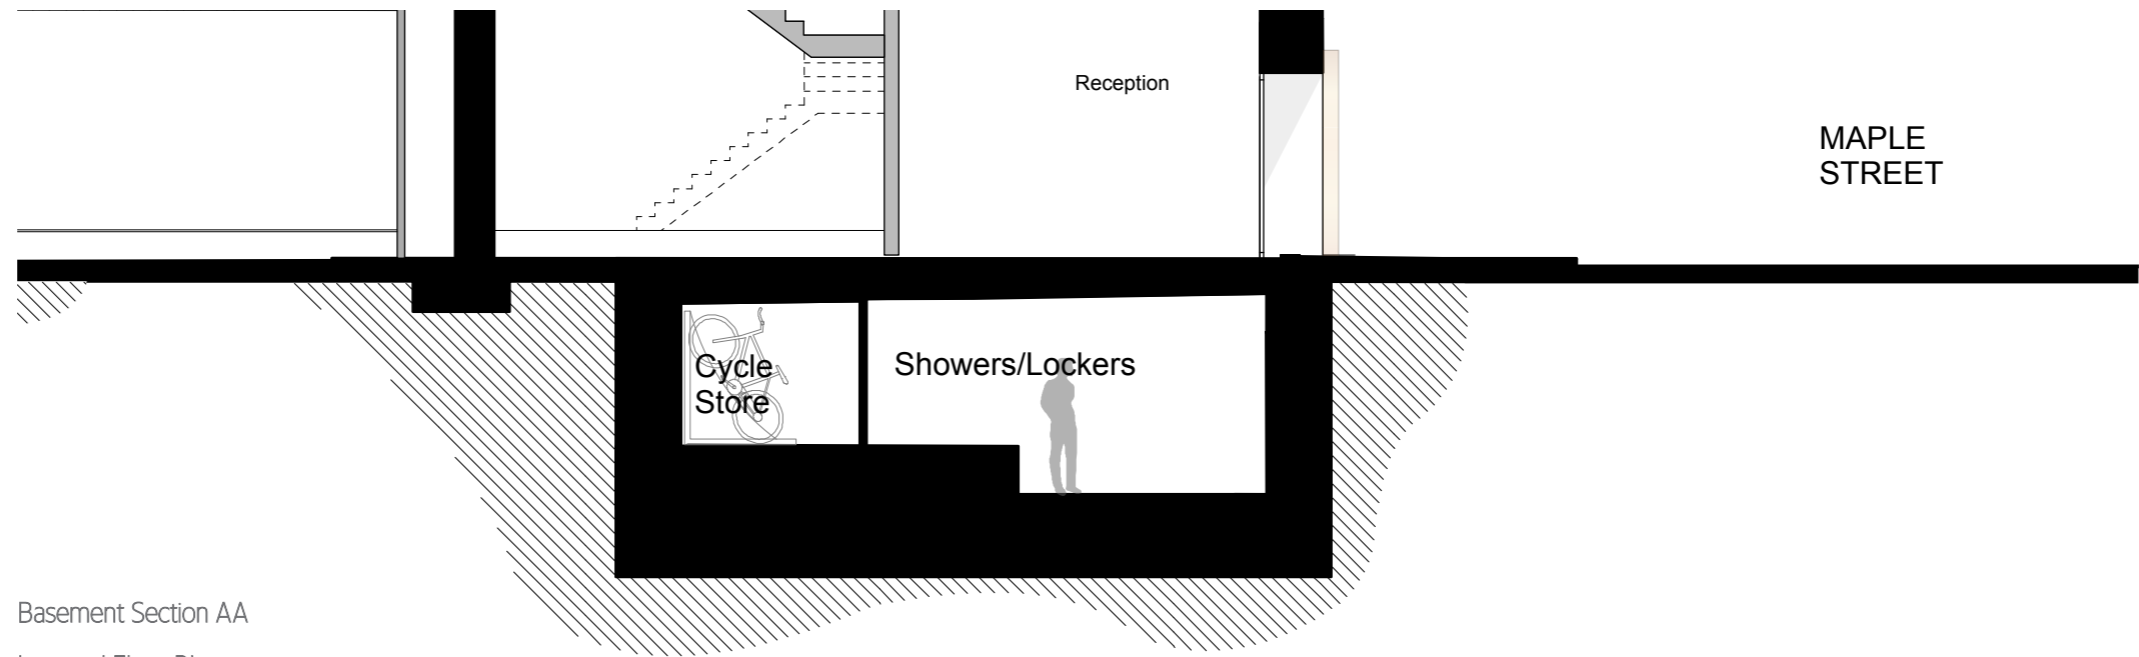 Reception
MAPLE
STREET
Cycle
Store
Showers/Lockers
Basement Section AA